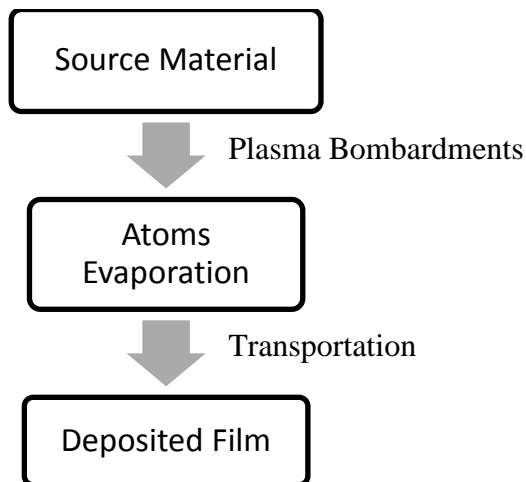 Source Material
Plasma Bombardments
Atoms
Evaporation
Transportation
Deposited Film